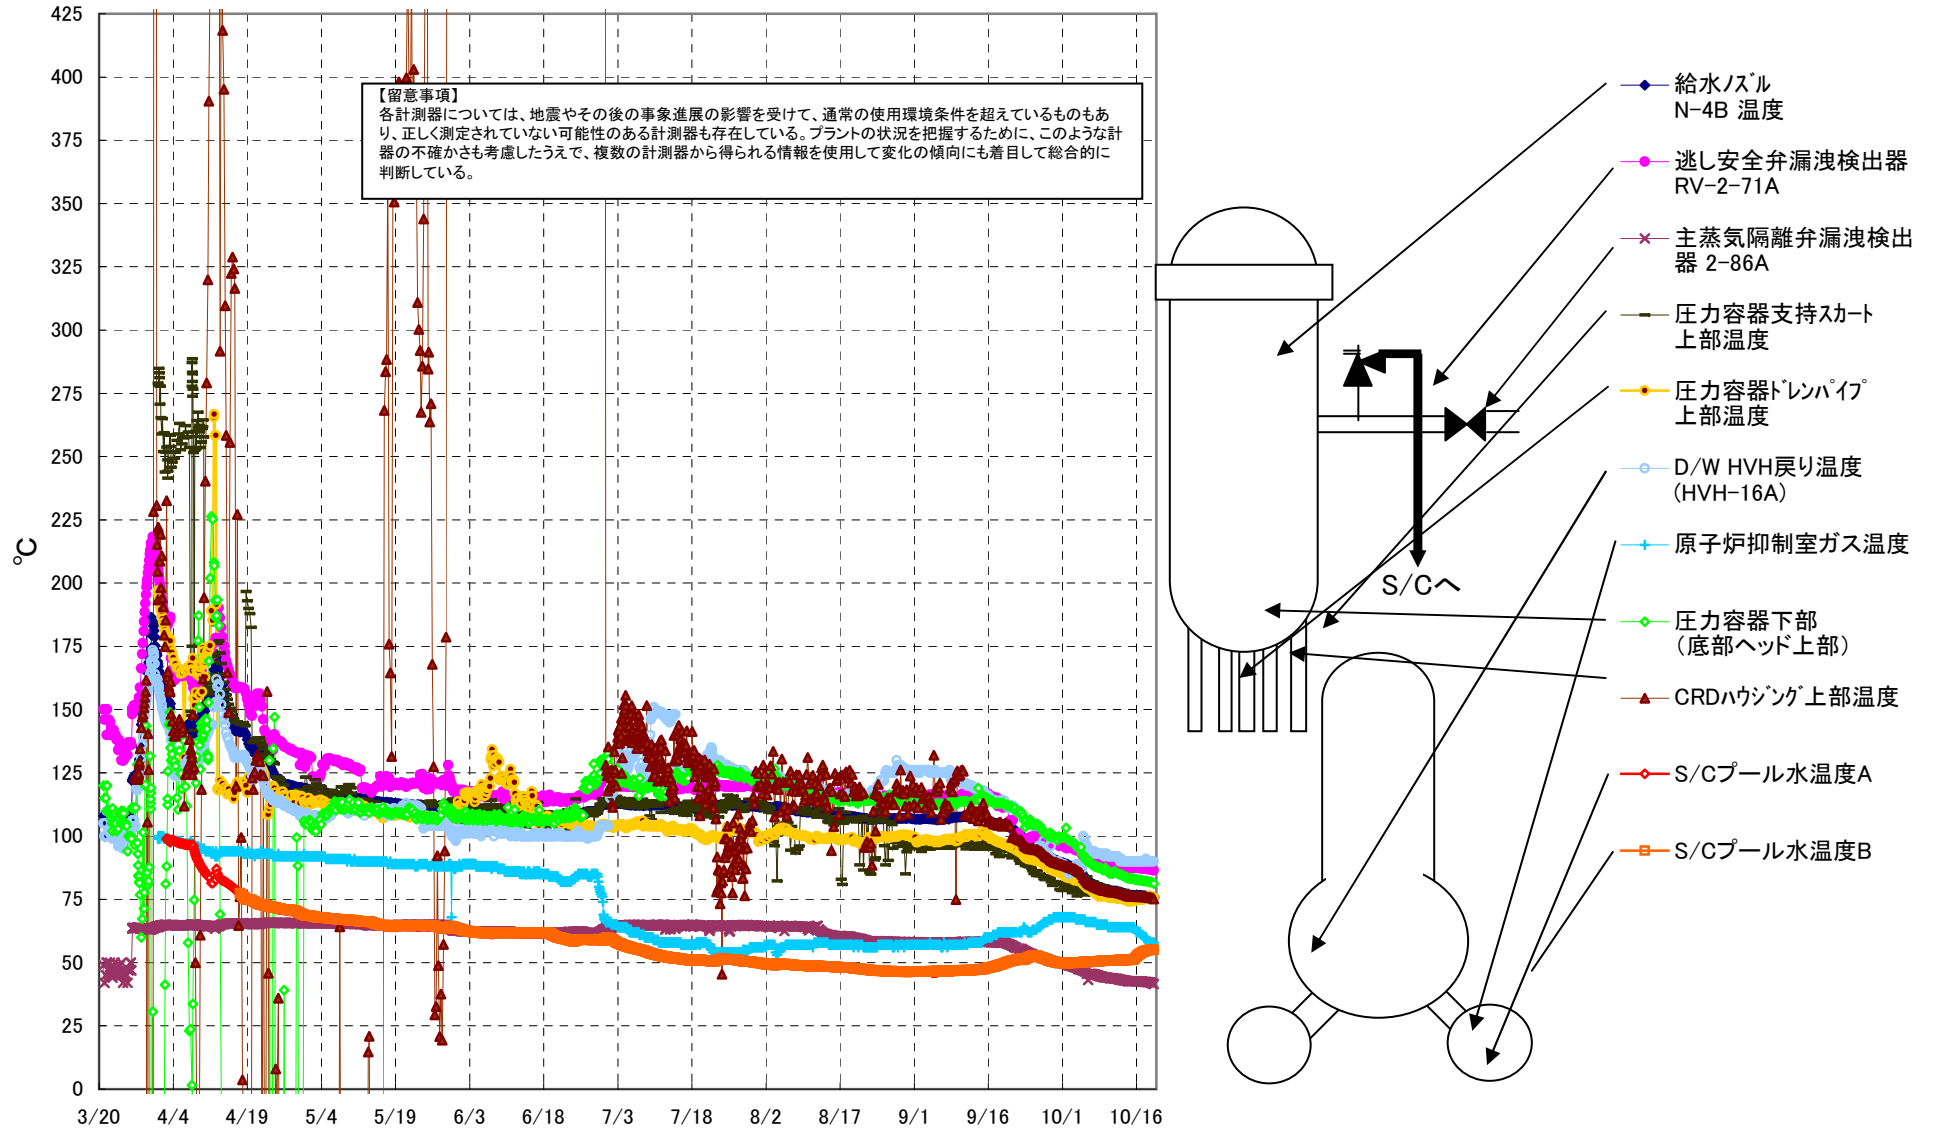 425
400
375
350
325
300
275
250
225
200
175
150
125
100
75
50
25
0
℃
3/20 4/4 4/19 5/4 5/19 6/3 6/18 7/3 7/18 8/2 8/17 9/1 9/16 10/1 10/16
【留意事項】
各計測器については、地震やその後の事象進展の影響を受けて、通常の使用環境条件を超えているものもあ
り、正しく測定されていない可能性のある計測器も存在している。プラントの状況を把握するために、このような計
器の不確かさも考慮したうえで、複数の計測器から得られる情報を使用して変化の傾向にも着目して総合的に
判断している。
S/Cへ
給水ﾉｽﾞﾙ
N-4B 温度
逃し安全弁漏洩検出器
RV-2-71A
主蒸気隔離弁漏洩検出
器 2-86A
圧力容器支持ｽｶｰﾄ
上部温度
圧力容器ﾄﾞﾚﾝﾊﾟｲﾌﾟ
上部温度
D/W HVH戻り温度
(HVH-16A)
原子炉抑制室ガス温度
圧力容器下部
(底部ヘッド上部)
CRDﾊｳｼﾞﾝｸﾞ上部温度
S/Cプール水温度A
S/Cプール水温度B